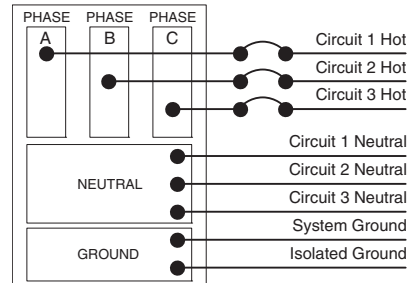 PHASE PHASE PHASE
A B C
Circuit 1 Hot
Circuit 2 Hot
Circuit 3 Hot
Circuit 1 Neutral
Circuit 2 Neutral
NEUTRAL
Circuit 3 Neutral
System Ground
GROUND
Isolated Ground